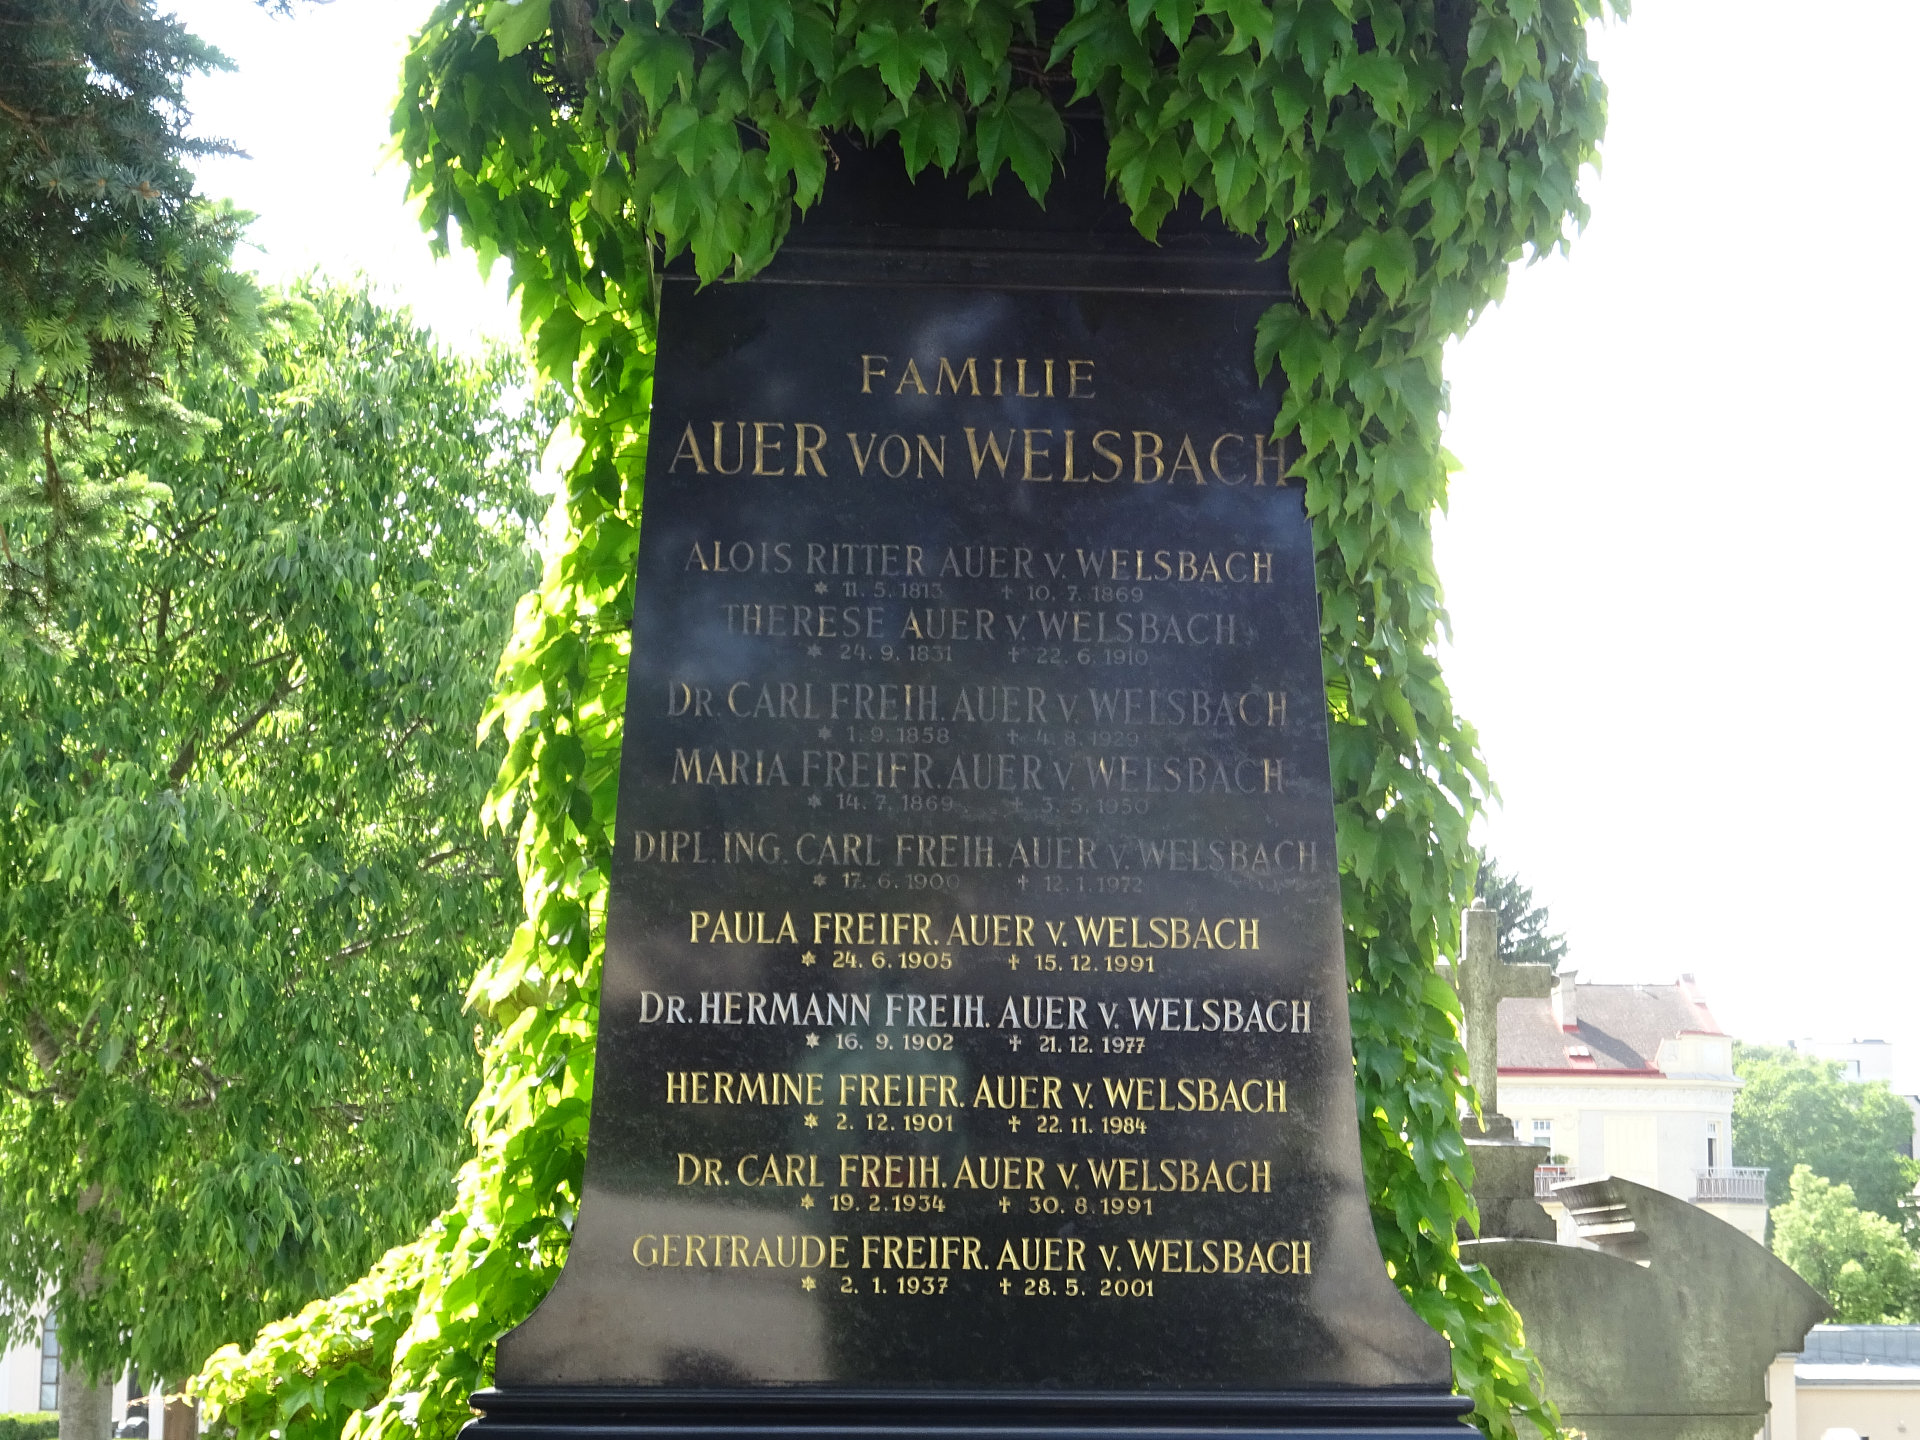 FAMILIE
AUER VON WELSBACH
ALOIS RITTER AUER V. WELSBACH
* 11. 5. 1813 † 10. 7. 1869
THERESE AUER V. WELSBACH
* 24. 9. 1831 † 22. 6. 1910
DR. CARL FREIH. AUER V. WELSBACH
* 1. 9. 1858 † 4. 8. 1929
MARIA FREIFR. AUER V. WELSBACH
* 14. 7. 1869 † 3. 5. 1950
DIPL. ING. CARL FREIH. AUER V. WELSBACH
* 17. 6. 1900 † 12. 1. 1972
PAULA FREIFR. AUER V. WELSBACH
* 24. 6. 1905 † 15. 12. 1991
DR. HERMANN FREIH. AUER V. WELSBACH
* 16. 9. 1902 † 21. 12. 1977
HERMINE FREIFR. AUER V. WELSBACH
* 2. 12. 1901 † 22. 11. 1984
DR. CARL FREIH. AUER V. WELSBACH
* 19. 2. 1934 † 30. 8. 1991
GERTRAUDE FREIFR. AUER V. WELSBACH
* 2. 1. 1937 † 28. 5. 2001